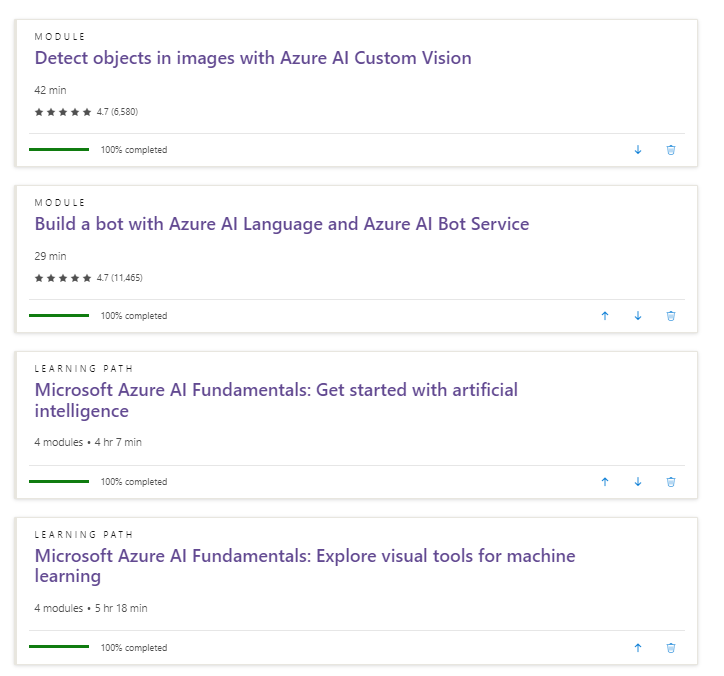 MODULE
Detect objects in images with Azure AI Custom Vision
42 min
4.7 (6,580)
100% completed
MODULE
Build a bot with Azure AI Language and Azure AI Bot Service
29 min
4.7 (11,465)
100% completed
LEARNING PATH
Microsoft Azure AI Fundamentals: Get started with artificial
intelligence
4 modules • 4 hr 7 min
100% completed
LEARNING PATH
Microsoft Azure AI Fundamentals: Explore visual tools for machine
learning
4 modules • 5 hr 18 min
100% completed